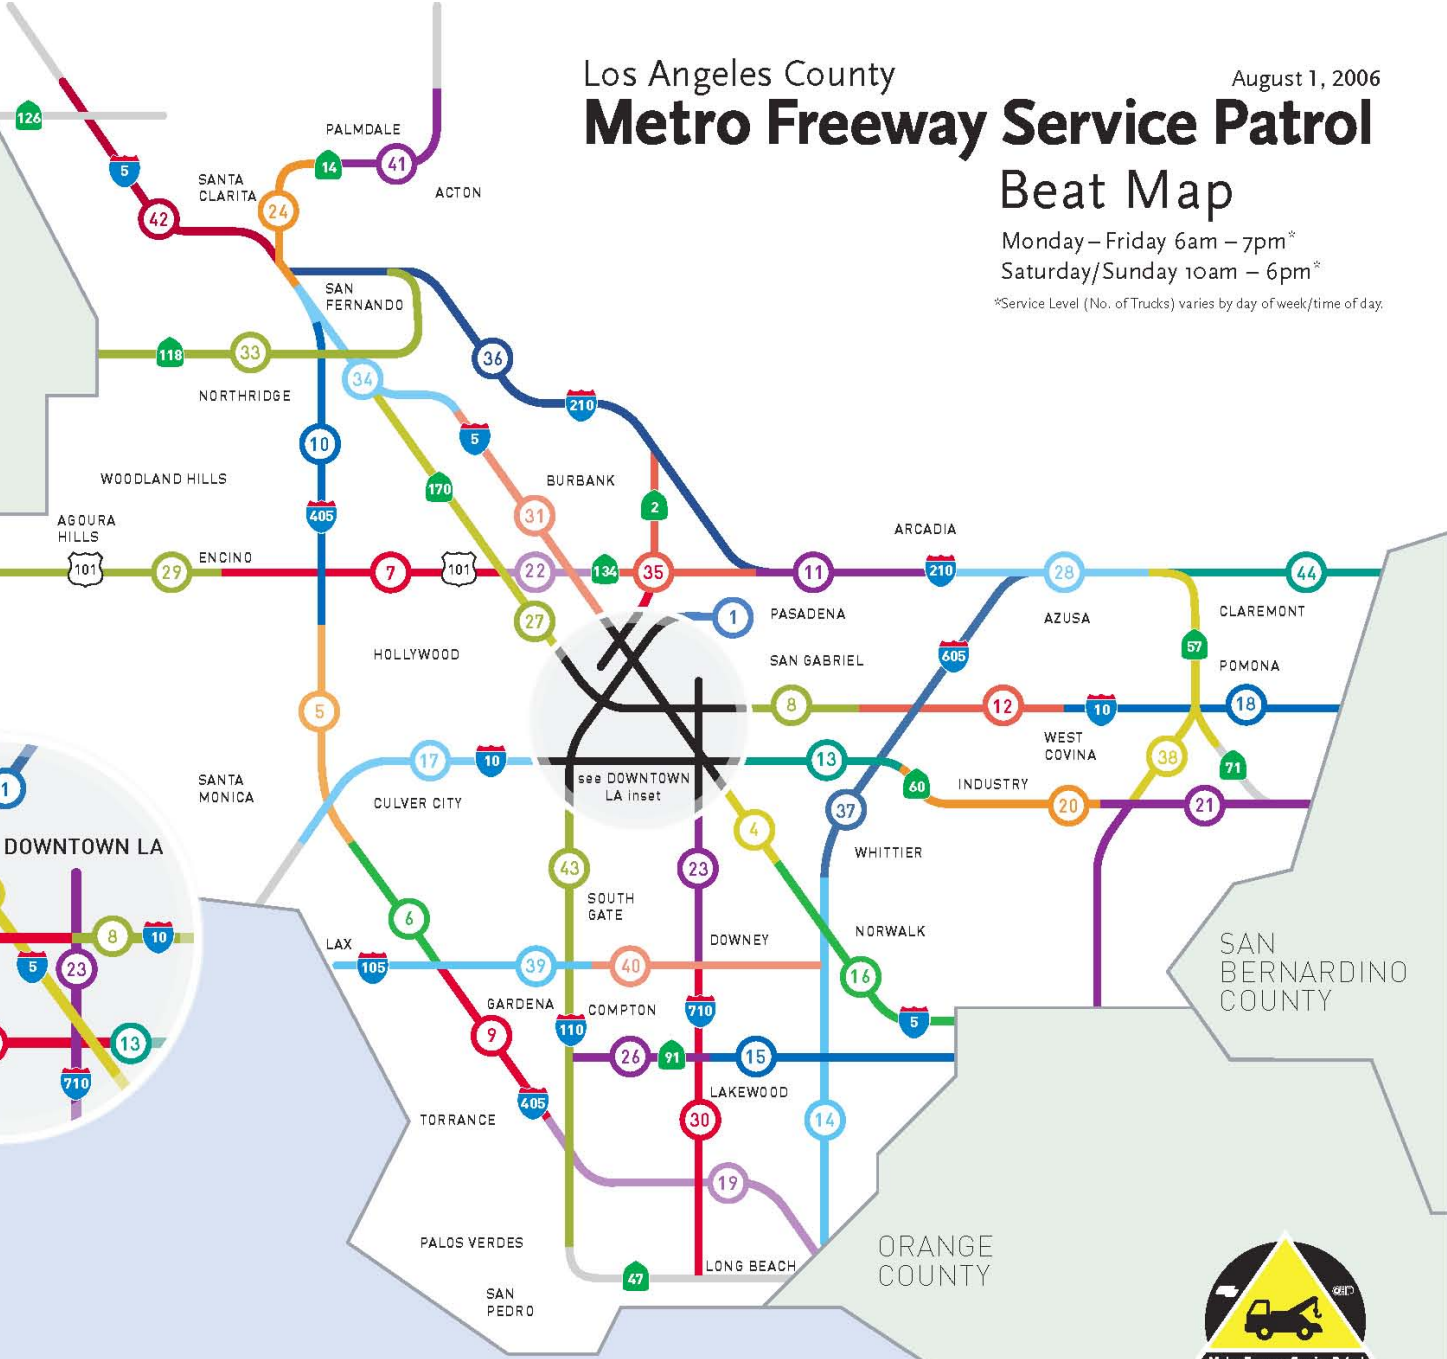 Los Angeles County
August 1, 2006
Metro Freeway Service Patrol
Beat Map
Monday – Friday 6am – 7pm*
Saturday/Sunday 10am – 6pm*
*Service Level (No. of Trucks) varies by day of week/time of day.
126
5
42
SANTA
CLARITA
24
PALMDALE
14
41
ACTON
SAN
FERNANDO
118
33
34
36
NORTHRIDGE
210
10
5
WOODLAND HILLS
170
BURBANK
405
31
2
AGOURA
HILLS
ARCADIA
101
29
ENCINO
7
101
22
134
35
11
210
28
44
27
1
PASADENA
AZUSA
CLAREMONT
HOLLYWOOD
SAN GABRIEL
605
57
POMONA
5
8
12
10
18
WEST
COVINA
17
10
13
38
71
SANTA
MONICA
CULVER CITY
see DOWNTOWN
LA inset
60
INDUSTRY
20
21
1
4
37
DOWNTOWN LA
WHITTIER
43
23
SOUTH
GATE
6
8
10
LAX
105
39
40
DOWNEY
NORWALK
16
SAN
BERNARDINO
COUNTY
5
23
GARDENA
COMPTON
710
5
9
110
13
26
91
15
710
LAKEWOOD
405
TORRANCE
30
14
19
PALOS VERDES
ORANGE
COUNTY
47
LONG BEACH
SAN
PEDRO